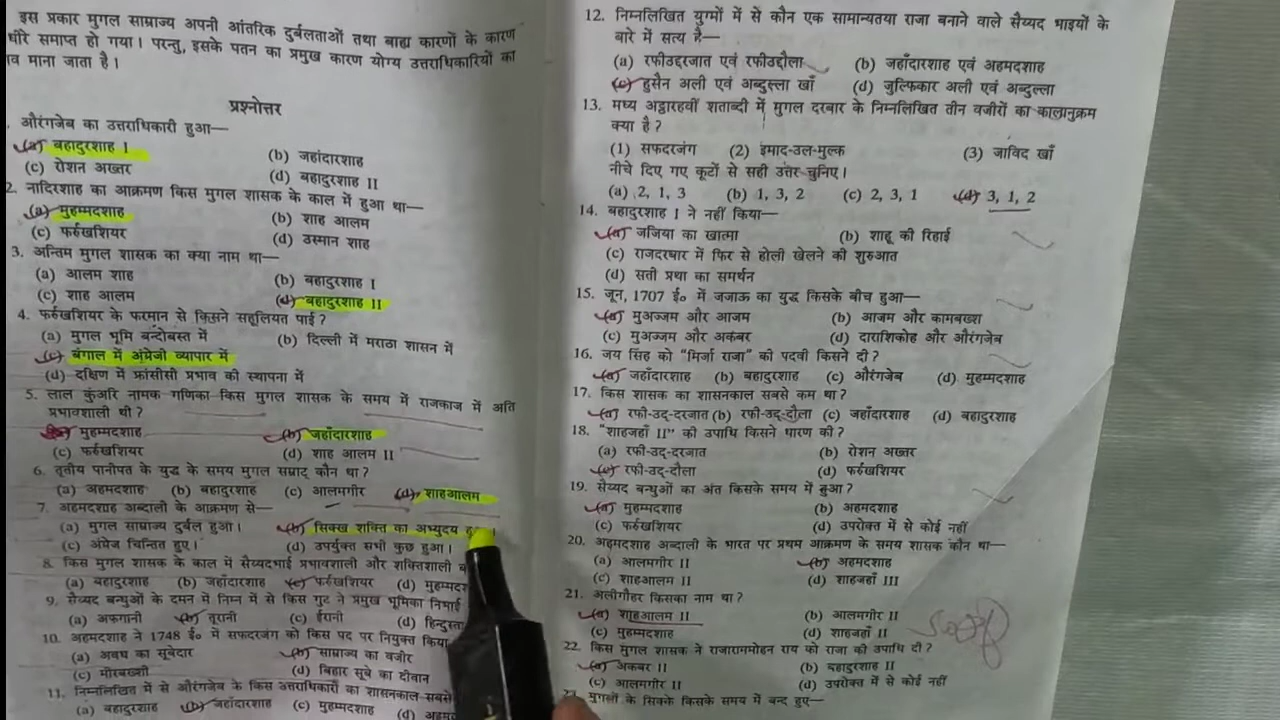 इस प्रकार मुगल साम्राज्य अपनी आंतरिक दुर्बलताओं तथा बाह्य कारणों के कारण
धीरे समाप्त हो गया। परन्तु, इसके पतन का प्रमुख कारण योग्य उत्तराधिकारियों का
माना जाता है।
प्रश्नोत्तर
औरंगजेब का उत्तराधिकारी हुआ—
(a) बहादुरशाह I (b) जहांदारशाह
(c) रोशन अख्तर (d) बहादुरशाह II
2. नादिरशाह का आक्रमण किस मुगल शासक के काल में हुआ था—
(a) मुहम्मदशाह (b) शाह आलम
(c) फर्रुखशियर (d) उस्मान शाह
3. अन्तिम मुगल शासक का क्या नाम था—
(a) आलम शाह (b) बहादुरशाह I
(c) शाह आलम (d) बहादुरशाह II
4. फर्रुखशियर के फरमान से किसने सहूलियत पाई?
(a) मुगल भूमि बन्दोबस्त में (b) दिल्ली में मराठा शासन में
(c) बंगाल में अंग्रेजी व्यापार में
(d) दक्षिण में फ्रांसीसी प्रभाव की स्थापना में
5. लाल कुंअरि नामक गणिका किस मुगल शासक के समय में राजकाज में अति
प्रभावशाली थी?
(a) मुहम्मदशाह (b) जहाँदारशाह
(c) फर्रुखशियर (d) शाह आलम II
6. तृतीय पानीपत के युद्ध के समय मुगल सम्राट् कौन था?
(a) अहमदशाह (b) बहादुरशाह (c) आलमगीर (d) शाहआलम
7. अहमदशाह अब्दाली के आक्रमण से—
(a) मुगल साम्राज्य दुर्बल हुआ। (b) सिक्ख शक्ति का अभ्युदय
(c) अंग्रेज चिन्तित हुए। (d) उपर्युक्त सभी कुछ हुआ।
8. किस मुगल शासक के काल में सैय्यदभाई प्रभावशाली और शक्तिशाली
(a) बहादुरशाह (b) जहाँदारशाह (c) फर्रुखशियर (d)
9. सैय्यद बन्धुओं के दमन में निम्न में से किस गुट ने प्रमुख भूमिका निभाई
(a) अफगानी (b) तूरानी (c) ईरानी (d)
10. अहमदशाह ने 1748 ई० में सफदरजंग को किस पद पर नियुक्त किया
(a) अवध का सूबेदार (b) साम्राज्य का वजीर
(c) मीरबख्शी (d) बिहार सूबे का दीवान
11. निम्नलिखित में से औरंगजेब के किस उत्तराधिकारी का शासनकाल सबसे
(a) बहादुरशाह (b) जहाँदारशाह (c) मुहम्मदशाह (d)
12. निम्नलिखित युग्मों में से कौन एक सामान्यतया राजा बनाने वाले सैय्यद भाइयों के
बारे में सत्य है—
(a) रफीउद्दरजात एवं रफीउद्दौला (b) जहाँदारशाह एवं अहमदशाह
(c) हुसैन अली एवं अब्दुल्ला खाँ (d) जुल्फिकार अली एवं अब्दुल्ला
13. मध्य अट्ठारहवीं शताब्दी में मुगल दरबार के निम्नलिखित तीन वजीरों का कालानुक्रम
क्या है?
(1) सफदरजंग (2) इमाद-उल-मुल्क (3) जाविद खाँ
नीचे दिए गए कूटों से सही उत्तर चुनिए।
(a) 2, 1, 3 (b) 1, 3, 2 (c) 2, 3, 1 (d) 3, 1, 2
14. बहादुरशाह I ने नहीं किया—
(a) जजिया का खात्मा (b) शाहू की रिहाई
(c) राजदरबार में फिर से होली खेलने की शुरुआत
(d) सती प्रथा का समर्थन
15. जून, 1707 ई० में जजाऊ का युद्ध किसके बीच हुआ—
(a) मुअज्जम और आजम (b) आजम और कामबख्श
(c) मुअज्जम और अकबर (d) दाराशिकोह और औरंगजेब
16. जय सिंह को "मिर्जा राजा" की पदवी किसने दी?
(a) जहाँदारशाह (b) बहादुरशाह (c) औरंगजेब (d) मुहम्मदशाह
17. किस शासक का शासनकाल सबसे कम था?
(a) रफी-उद्-दरजात (b) रफी-उद्-दौला (c) जहाँदारशाह (d) बहादुरशाह
18. "शाहजहाँ II" की उपाधि किसने धारण की?
(a) रफी-उद-दरजात (b) रोशन अख्तर
(c) रफी-उद-दौला (d) फर्रुखशियर
19. सैय्यद बन्धुओं का अंत किसके समय में हुआ?
(a) मुहम्मदशाह (b) अहमदशाह
(c) फर्रुखशियर (d) उपरोक्त में से कोई नहीं
20. अहमदशाह अब्दाली के भारत पर प्रथम आक्रमण के समय शासक कौन था—
(a) आलमगीर II (b) अहमदशाह
(c) शाहआलम II (d) शाहजहाँ III
21. अलीगौहर किसका नाम था?
(a) शाहआलम II (b) आलमगीर II
(c) मुहम्मदशाह (d) शाहजहाँ II
22. किस मुगल शासक ने राजाराममोहन राय को राजा की उपाधि दी?
(a) अकबर II (b) बहादुरशाह II
(c) आलमगीर II (d) उपरोक्त में से कोई नहीं
23. मुगलों के सिक्के किसके समय में बन्द हुए—